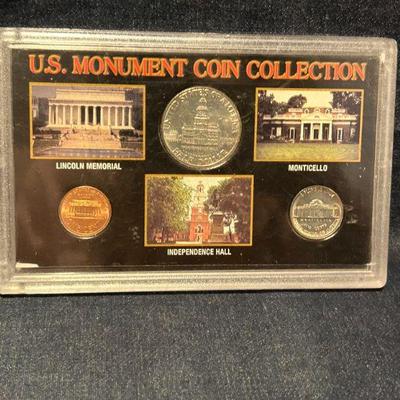 U.S. MONUMENT COIN COLLECTION
LINCOLN MEMORIAL
MONTICELLO
INDEPENDENCE HALL